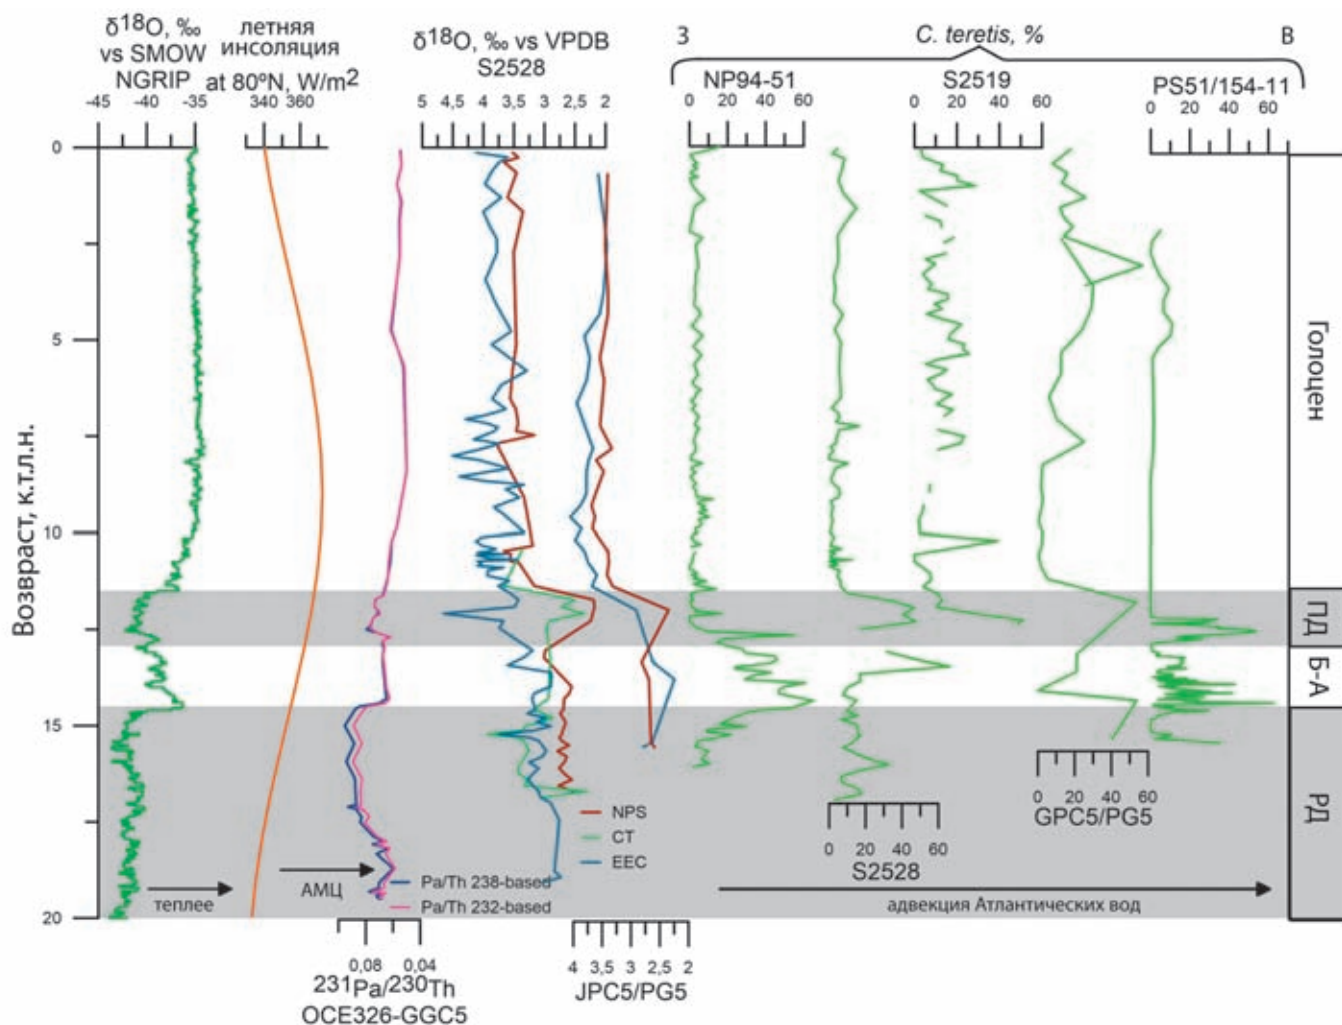 δ18O, ‰
vs SMOW
NGRIP
-45 -40 -35
летняя
инсоляция
at 80ºN, W/m2
340 360
δ18O, ‰ vs VPDB
S2528
5 4,5 4 3,5 3 2,5 2
З C. teretis, % В
NP94-51
0 20 40 60
S2519
0 20 40 60
PS51/154-11
0 20 40 60
Возвраст, к.т.л.н.
0
5
10
15
20
Голоцен
ПД
Б-А
РД
теплее
АМЦ
Pa/Th 238-based
Pa/Th 232-based
NPS
CT
EEC
0 20 40 60
S2528
0 20 40 60
GPC5/PG5
адвекция Атлантических вод
0,08 0,04
231Pa/230Th
OCE326-GGC5
4 3,5 3 2,5 2
JPC5/PG5